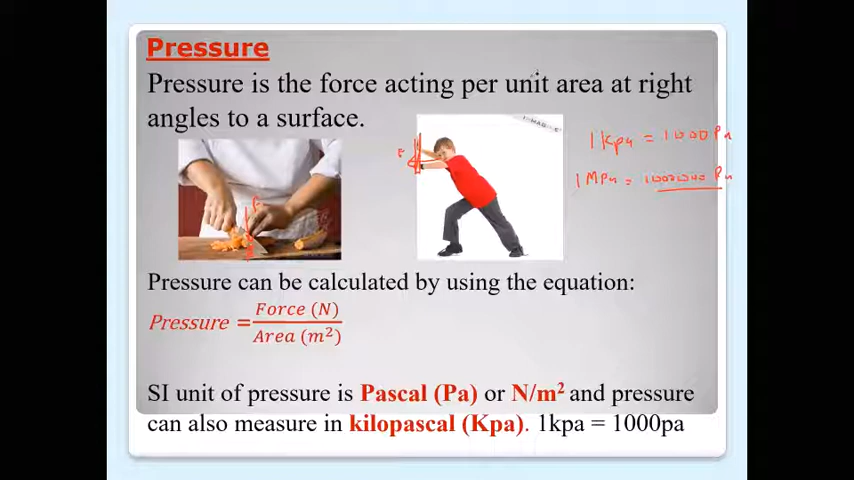 Pressure
Pressure is the force acting per unit area at right
angles to a surface.
1 kpa = 1000 Pa
1 MPa = 1000000 Pa
F
Pressure can be calculated by using the equation:
Pressure = Force (N) / Area (m²)
SI unit of pressure is Pascal (Pa) or N/m² and pressure
can also measure in kilopascal (Kpa). 1kpa = 1000pa